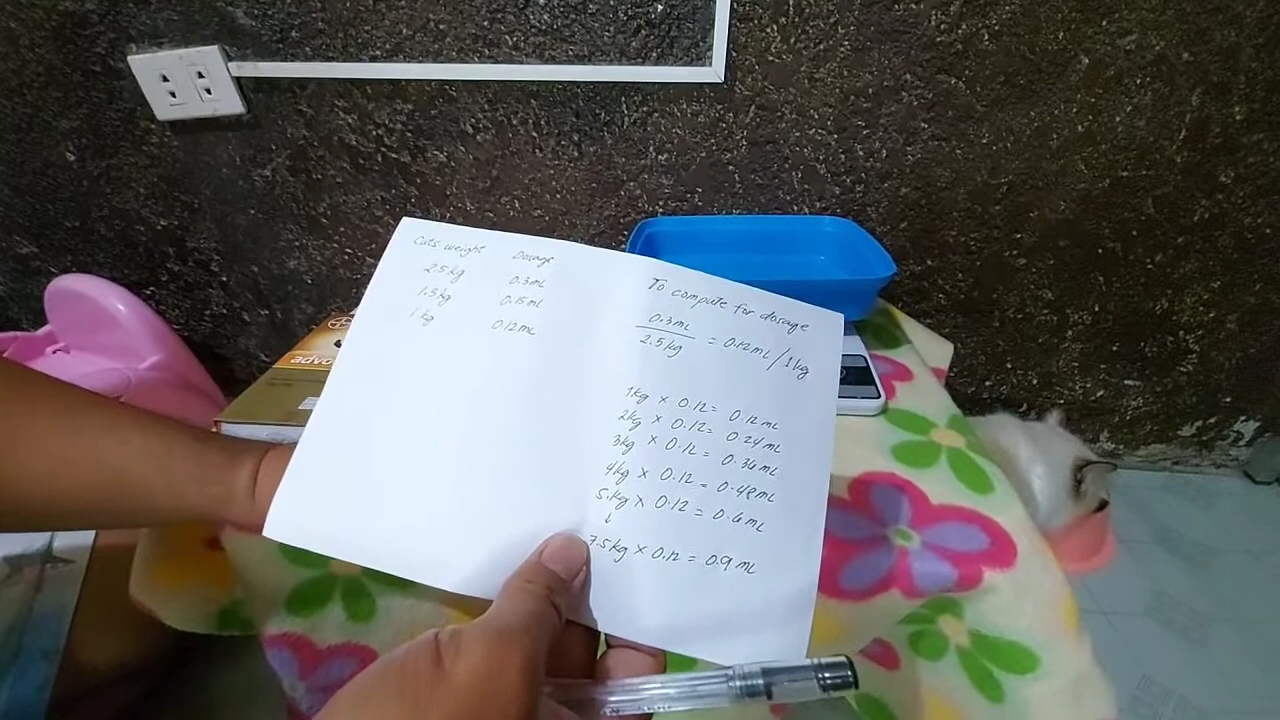 Cats weight Dosage
2.5kg 0.3mL
1.5kg 0.15mL
1kg 0.12mL
To compute for dosage
0.3mL
2.5kg
= 0.12mL / 1kg
1kg x 0.12 = 0.12mL
2kg x 0.12 = 0.24mL
3kg x 0.12 = 0.36mL
4kg x 0.12 = 0.48mL
5kg x 0.12 = 0.6mL
↓
7.5kg x 0.12 = 0.9mL
advo